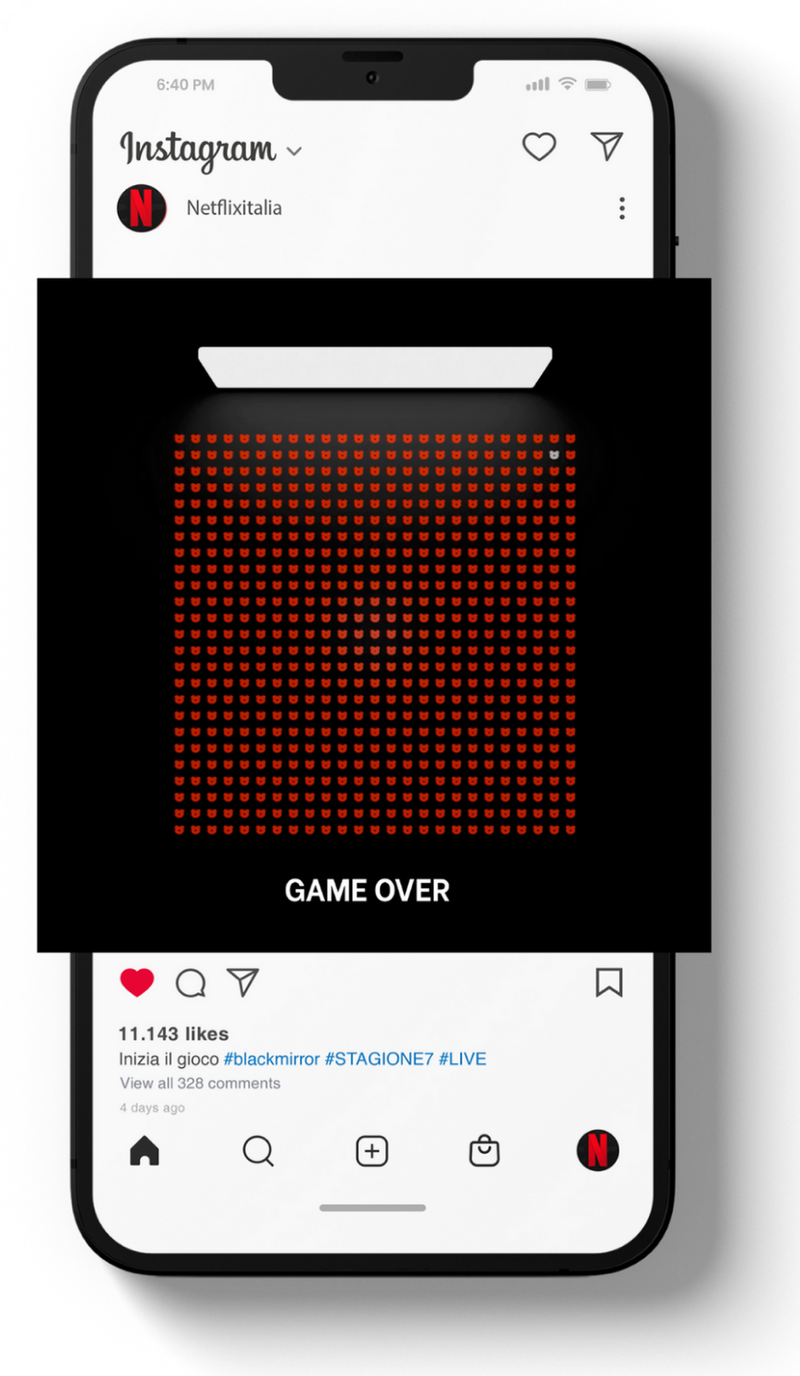 6:40 PM
Instagram
N Netflixitalia
GAME OVER
11.143 likes
Inizia il gioco #blackmirror #STAGIONE7 #LIVE
View all 328 comments
4 days ago
N